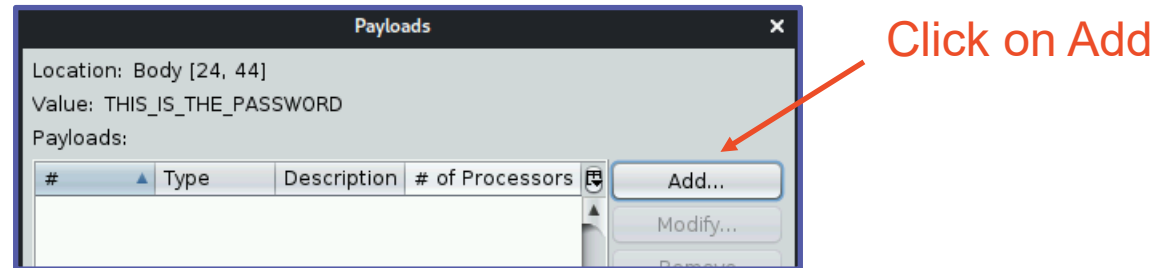 Payloads ×
Click on Add
Location: Body [24, 44]
Value: THIS_IS_THE_PASSWORD
Payloads:
# Type Description # of Processors Add...
Modify...